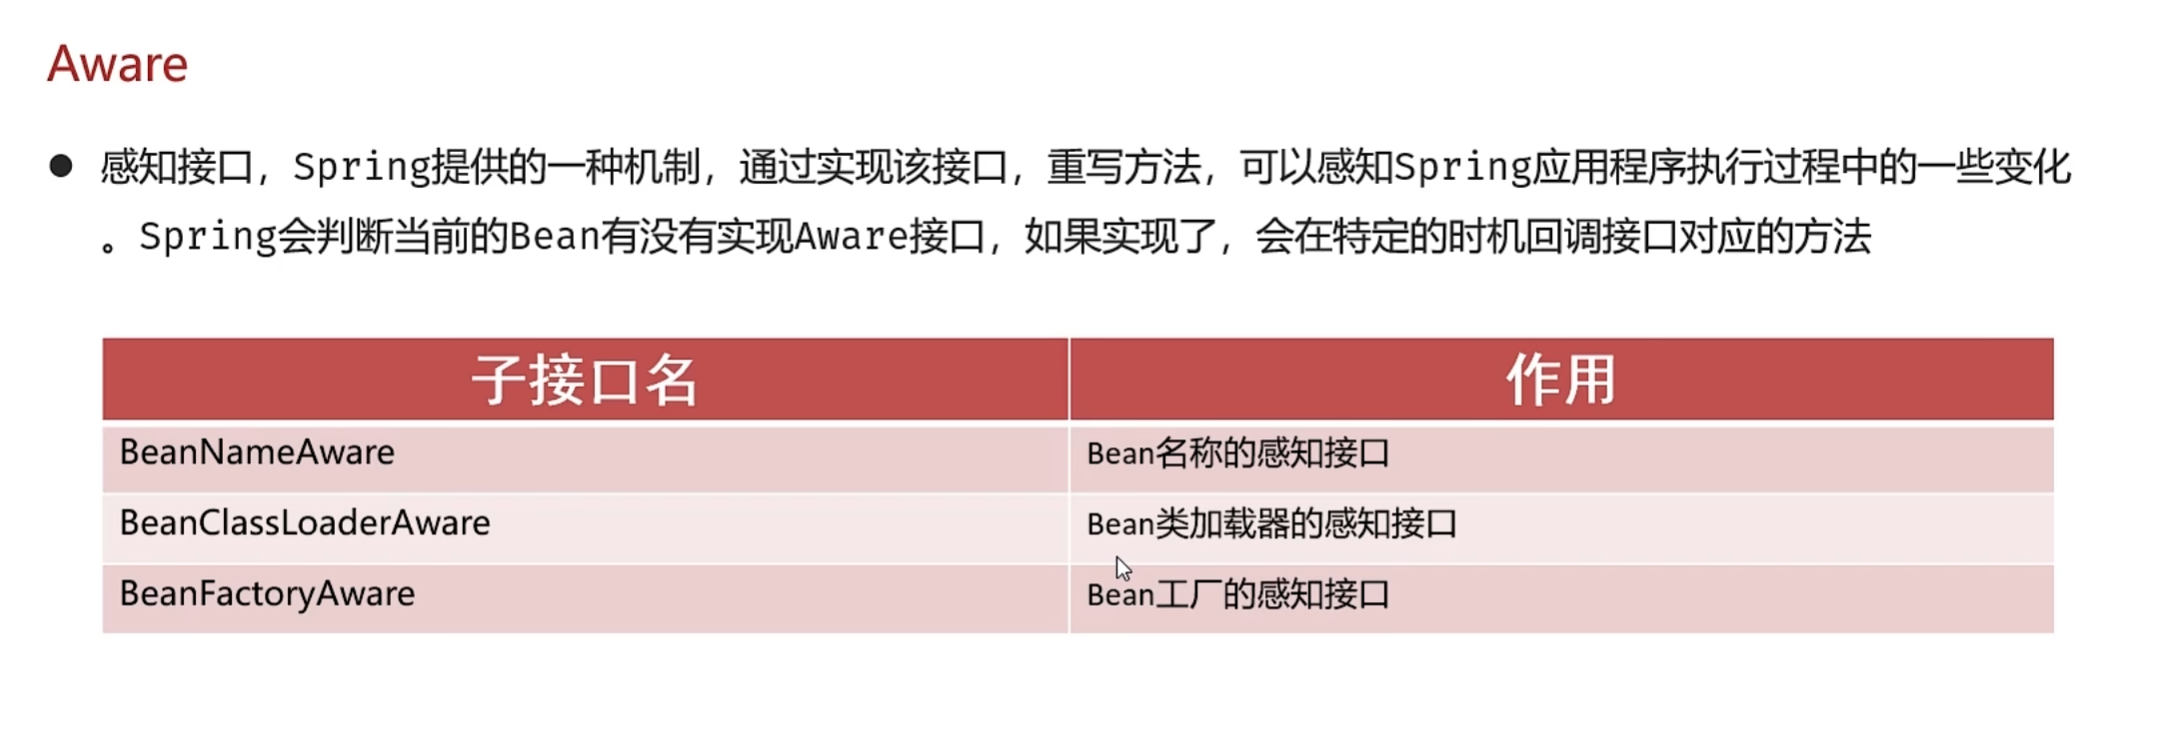 Aware
● 感知接口，Spring提供的一种机制，通过实现该接口，重写方法，可以感知Spring应用程序执行过程中的一些变化
。Spring会判断当前的Bean有没有实现Aware接口，如果实现了，会在特定的时机回调接口对应的方法
子接口名 作用
BeanNameAware Bean名称的感知接口
BeanClassLoaderAware Bean类加载器的感知接口
BeanFactoryAware Bean工厂的感知接口